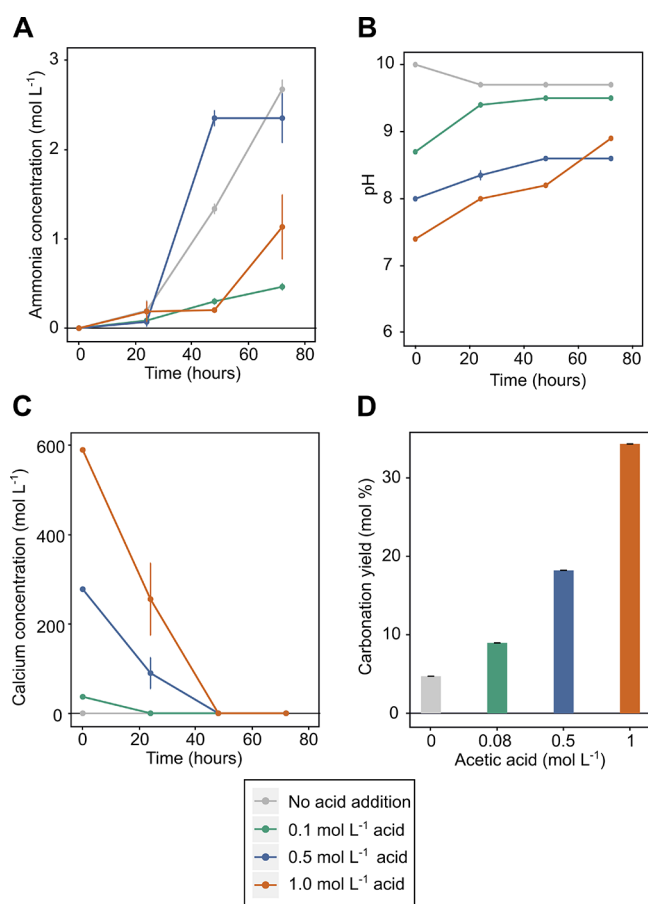 A
Ammonia concentration (mol L-1)
3
2
1
0
0 20 40 60 80
Time (hours)
B
pH
10
9
8
7
6
0 20 40 60 80
Time (hours)
C
Calcium concentration (mol L-1)
600
400
200
0
0 20 40 60 80
Time (hours)
D
Carbonation yield (mol %)
30
20
10
0
0 0.08 0.5 1
Acetic acid (mol L-1)
No acid addition
0.1 mol L-1 acid
0.5 mol L-1 acid
1.0 mol L-1 acid